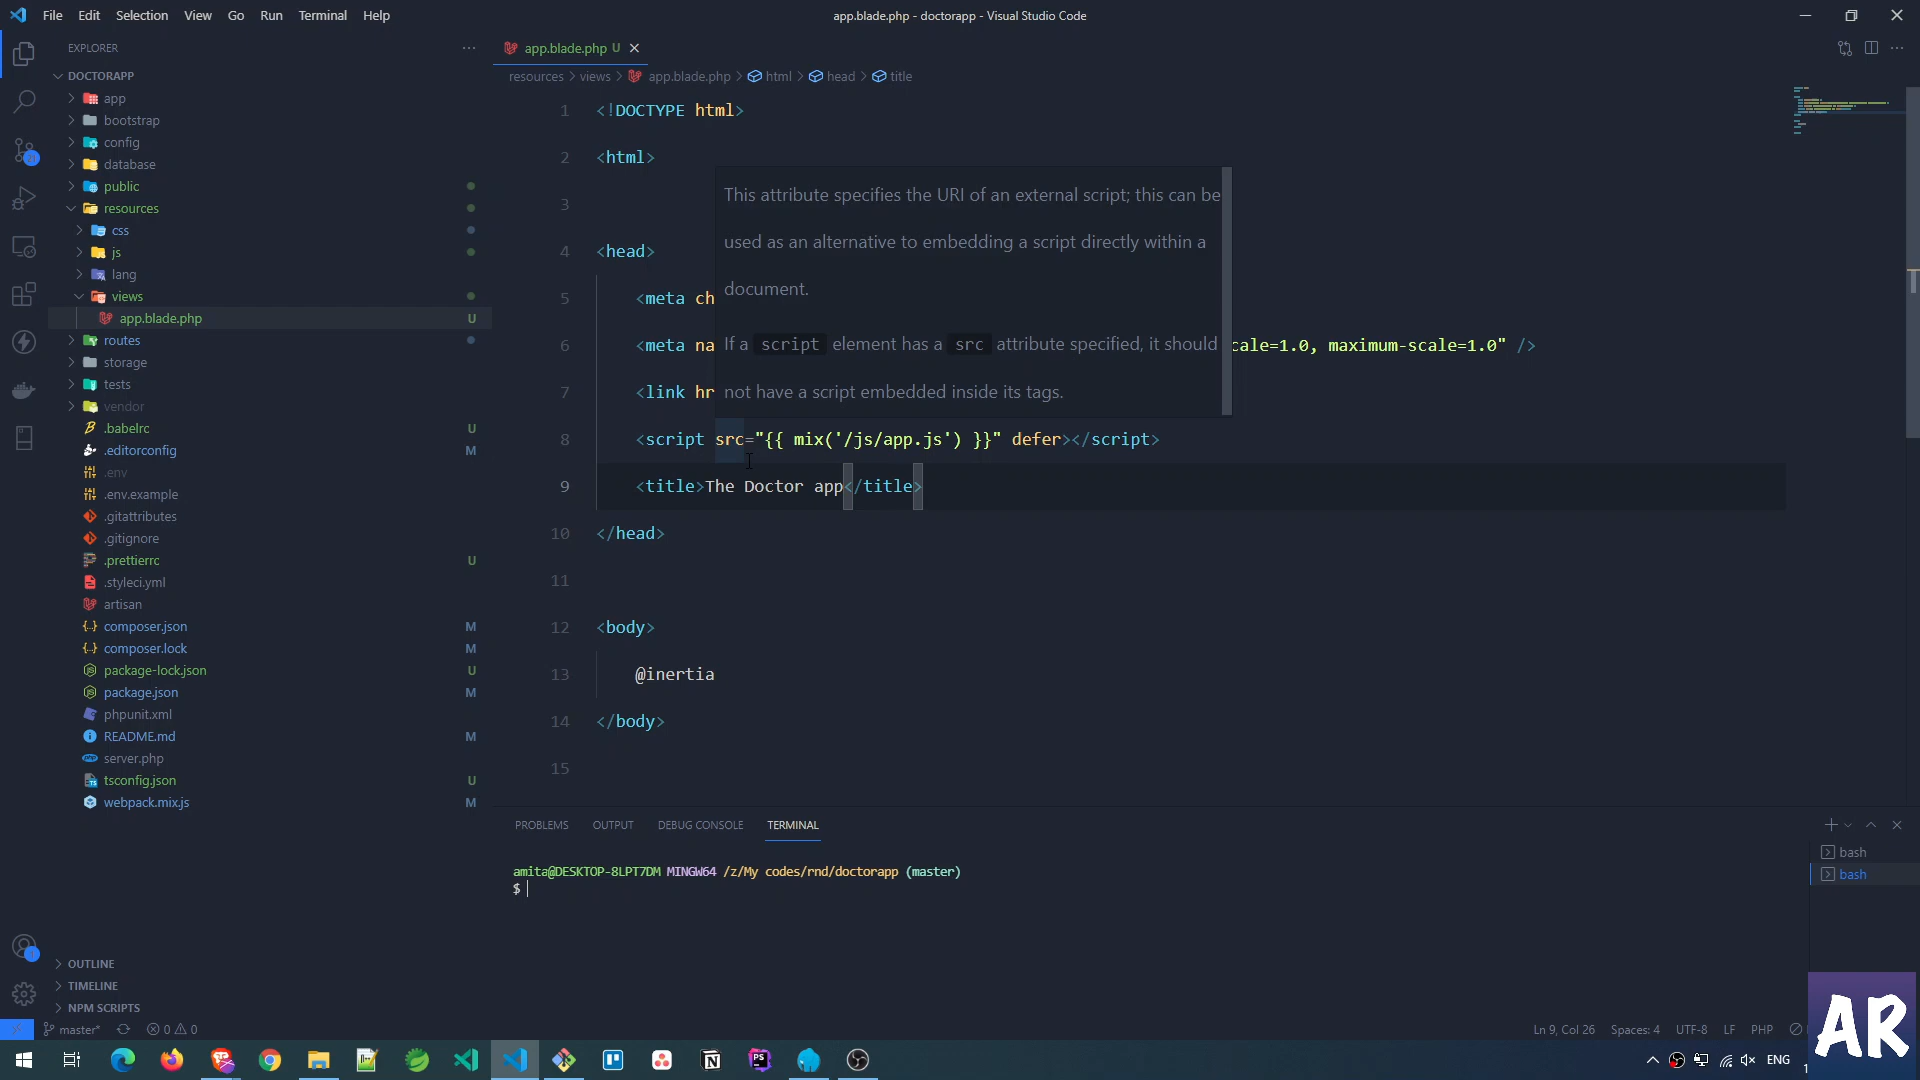 File Edit Selection View Go Run Terminal Help
app.blade.php - doctorapp - Visual Studio Code
EXPLORER
DOCTORAPP
app
bootstrap
config
database
public
resources
css
js
lang
views
app.blade.php U
routes
storage
tests
vendor
.babelrc U
.editorconfig M
.env
.env.example
.gitattributes
.gitignore
.prettierrc U
.styleci.yml
artisan
composer.json M
composer.lock M
package-lock.json U
package.json M
phpunit.xml
README.md M
server.php
tsconfig.json U
webpack.mix.js M
OUTLINE
TIMELINE
NPM SCRIPTS
app.blade.php U
resources > views > app.blade.php > html > head > title
1 <!DOCTYPE html>
2 <html>
3
4 <head>
5 <meta ch
6 <meta na cale=1.0, maximum-scale=1.0" />
7 <link hr
8 <script src="{{ mix('/js/app.js') }}" defer></script>
9 <title>The Doctor app</title>
10 </head>
11
12 <body>
13 @inertia
14 </body>
15
This attribute specifies the URI of an external script; this can be
used as an alternative to embedding a script directly within a
document.
If a script element has a src attribute specified, it should
not have a script embedded inside its tags.
PROBLEMS OUTPUT DEBUG CONSOLE TERMINAL
amita@DESKTOP-8LPT7DM MINGW64 /z/My codes/rnd/doctorapp (master)
$
bash
bash
master* 0 0
Ln 9, Col 26 Spaces: 4 UTF-8 LF PHP
ENG
AR